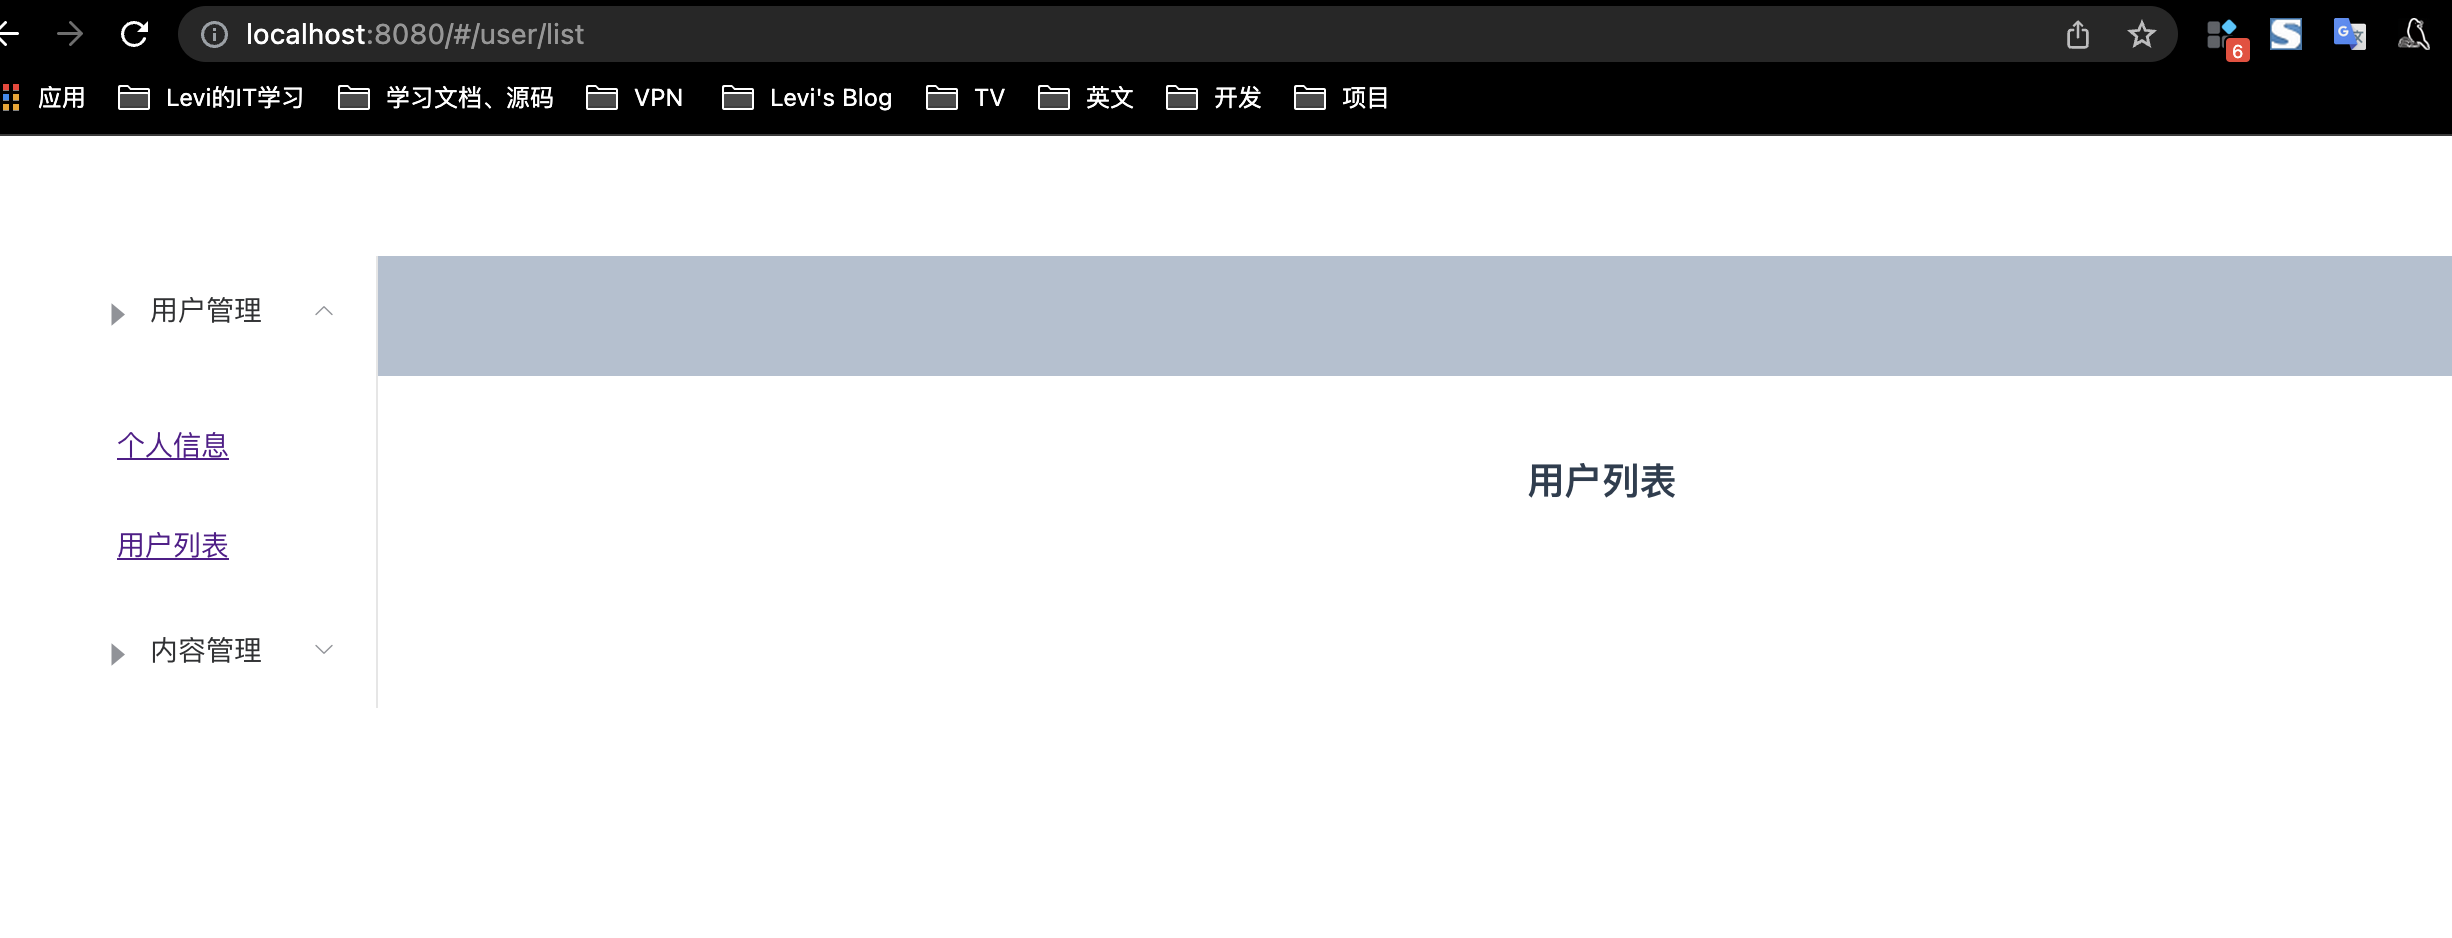 localhost:8080/#/user/list
6
应用 Levi的IT学习 学习文档、源码 VPN Levi's Blog TV 英文 开发 项目
用户管理
个人信息
用户列表
内容管理
用户列表